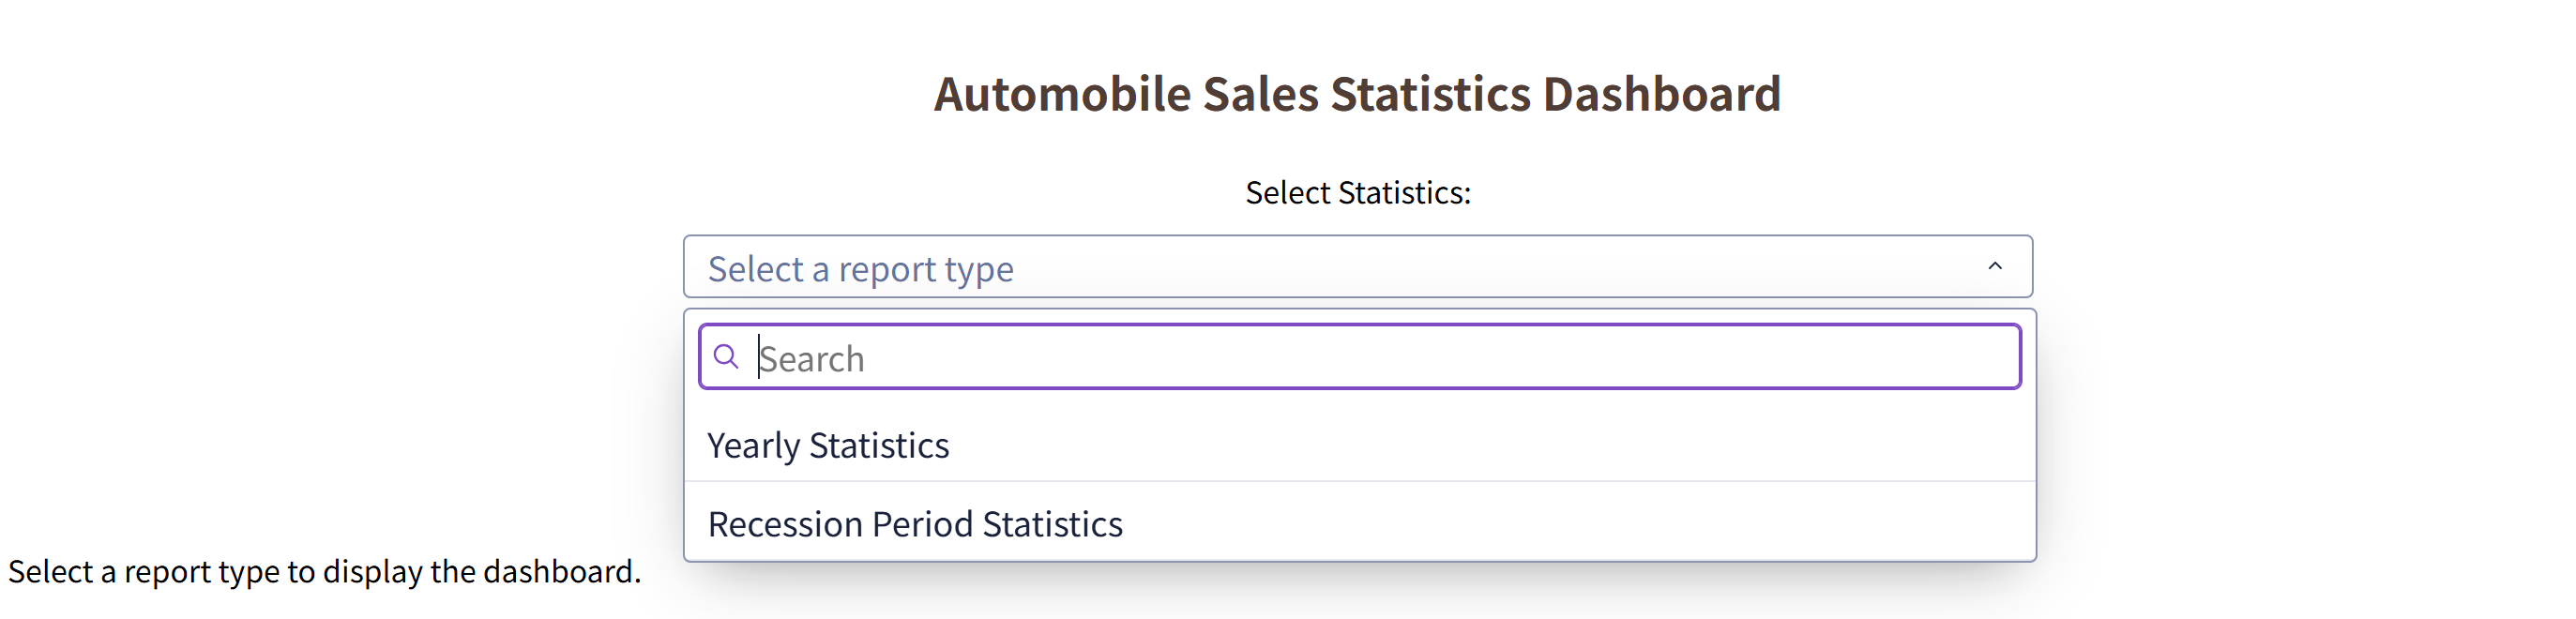 Automobile Sales Statistics Dashboard
Select Statistics:
Select a report type
Search
Yearly Statistics
Recession Period Statistics
Select a report type to display the dashboard.